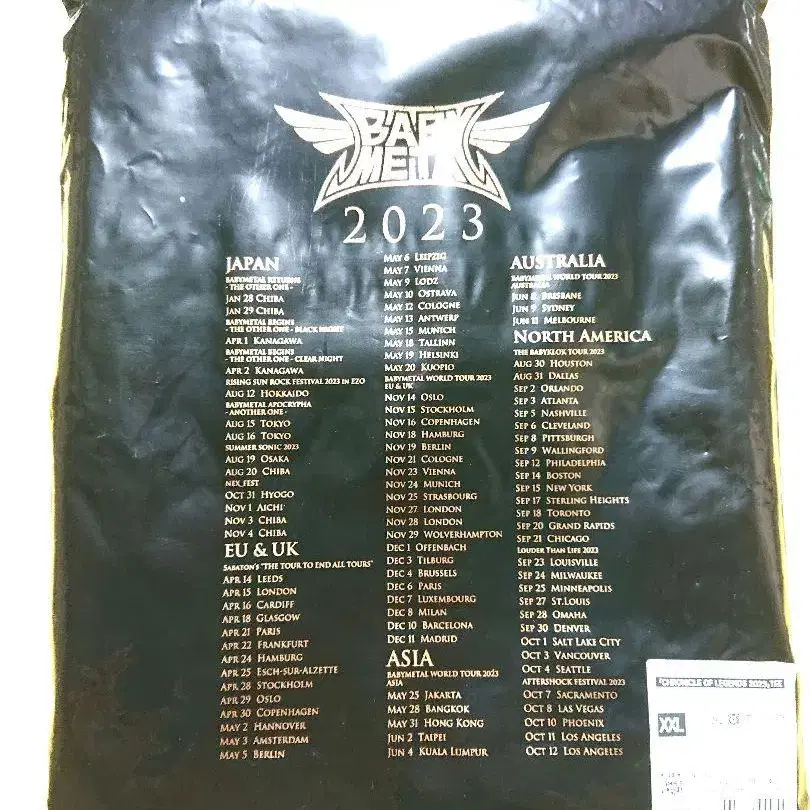 BABY
METAL
2023
JAPAN
BABYMETAL RETURNS
- THE OTHER ONE -
JAN 28 CHIBA
JAN 29 CHIBA
BABYMETAL BEGINS
- THE OTHER ONE - BLACK NIGHT
APR 1 KANAGAWA
BABYMETAL BEGINS
- THE OTHER ONE - CLEAR NIGHT
APR 2 KANAGAWA
RISING SUN ROCK FESTIVAL 2023 IN EZO
AUG 12 HOKKAIDO
BABYMETAL APOCRYPHA
- ANOTHER ONE -
AUG 15 TOKYO
AUG 16 TOKYO
SUMMER SONIC 2023
AUG 19 OSAKA
AUG 20 CHIBA
NEX_FEST
OCT 31 HYOGO
NOV 1 AICHI
NOV 3 CHIBA
NOV 4 CHIBA
EU & UK
SABATON'S "THE TOUR TO END ALL TOURS"
APR 14 LEEDS
APR 15 LONDON
APR 16 CARDIFF
APR 18 GLASGOW
APR 21 PARIS
APR 22 FRANKFURT
APR 24 HAMBURG
APR 25 ESCH-SUR-ALZETTE
APR 28 STOCKHOLM
APR 29 OSLO
APR 30 COPENHAGEN
MAY 2 HANNOVER
MAY 3 AMSTERDAM
MAY 5 BERLIN
MAY 6 LEIPZIG
MAY 7 VIENNA
MAY 9 LODZ
MAY 10 OSTRAVA
MAY 12 COLOGNE
MAY 13 ANTWERP
MAY 15 MUNICH
MAY 18 TALLINN
MAY 19 HELSINKI
MAY 20 KUOPIO
BABYMETAL WORLD TOUR 2023
EU & UK
NOV 14 OSLO
NOV 15 STOCKHOLM
NOV 16 COPENHAGEN
NOV 18 HAMBURG
NOV 19 BERLIN
NOV 21 COLOGNE
NOV 23 VIENNA
NOV 24 MUNICH
NOV 25 STRASBOURG
NOV 27 LONDON
NOV 28 LONDON
NOV 29 WOLVERHAMPTON
DEC 1 OFFENBACH
DEC 3 TILBURG
DEC 4 BRUSSELS
DEC 6 PARIS
DEC 7 LUXEMBOURG
DEC 8 MILAN
DEC 10 BARCELONA
DEC 11 MADRID
ASIA
BABYMETAL WORLD TOUR 2023
ASIA
MAY 25 JAKARTA
MAY 28 BANGKOK
MAY 31 HONG KONG
JUN 2 TAIPEI
JUN 4 KUALA LUMPUR
AUSTRALIA
BABYMETAL WORLD TOUR 2023
AUSTRALIA
JUN 8 BRISBANE
JUN 9 SYDNEY
JUN 11 MELBOURNE
NORTH AMERICA
THE BABYKLOK TOUR 2023
AUG 30 HOUSTON
AUG 31 DALLAS
SEP 2 ORLANDO
SEP 3 ATLANTA
SEP 5 NASHVILLE
SEP 6 CLEVELAND
SEP 8 PITTSBURGH
SEP 9 WALLINGFORD
SEP 12 PHILADELPHIA
SEP 14 BOSTON
SEP 15 NEW YORK
SEP 17 STERLING HEIGHTS
SEP 18 TORONTO
SEP 20 GRAND RAPIDS
SEP 21 CHICAGO
LOUDER THAN LIFE 2023
SEP 23 LOUISVILLE
SEP 24 MILWAUKEE
SEP 25 MINNEAPOLIS
SEP 27 ST.LOUIS
SEP 28 OMAHA
SEP 30 DENVER
OCT 1 SALT LAKE CITY
OCT 3 VANCOUVER
OCT 4 SEATTLE
AFTERSHOCK FESTIVAL 2023
OCT 7 SACRAMENTO
OCT 8 LAS VEGAS
OCT 10 PHOENIX
OCT 11 LOS ANGELES
OCT 12 LOS ANGELES
"CHRONICLE OF LEGENDS 2023" TEE
XXL